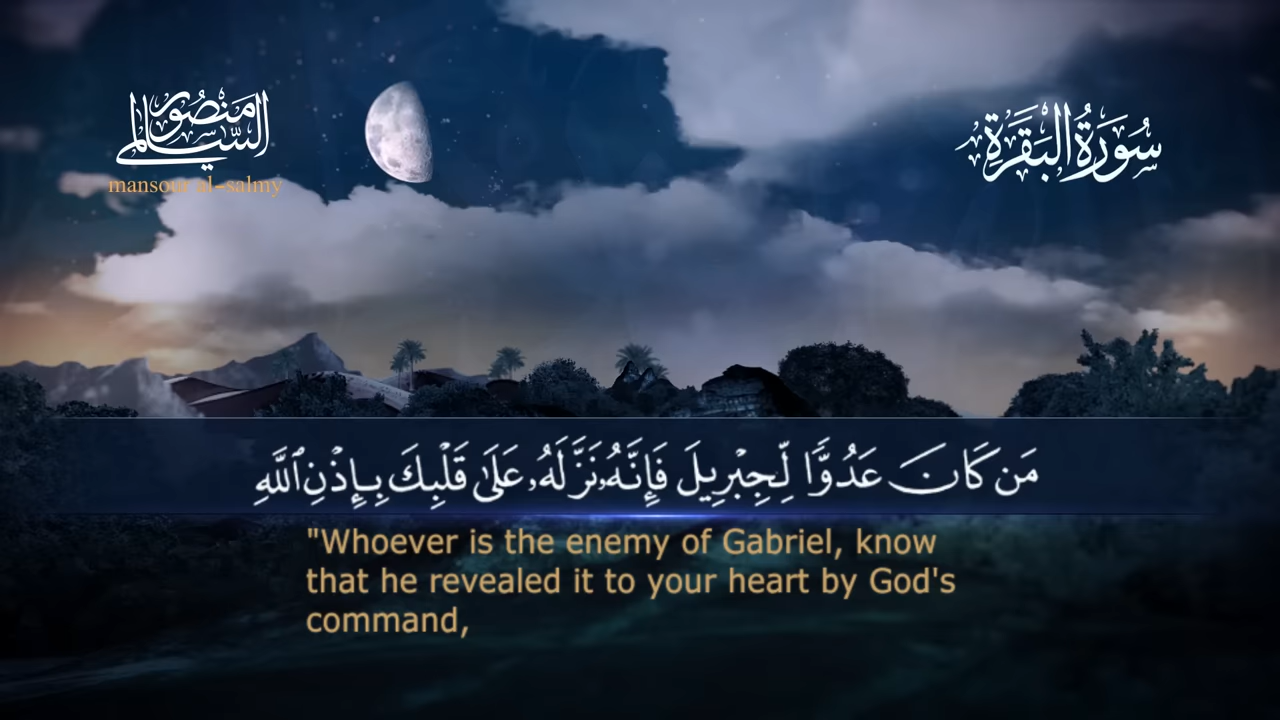 منصور السالمي
mansour al-salmy
سُورَةُ البَقَرَةِ
مَن كَانَ عَدُوًّا لِّجِبْرِيلَ فَإِنَّهُۥ نَزَّلَهُۥ عَلَىٰ قَلْبِكَ بِإِذْنِ ٱللَّهِ
"Whoever is the enemy of Gabriel, know
that he revealed it to your heart by God's
command,